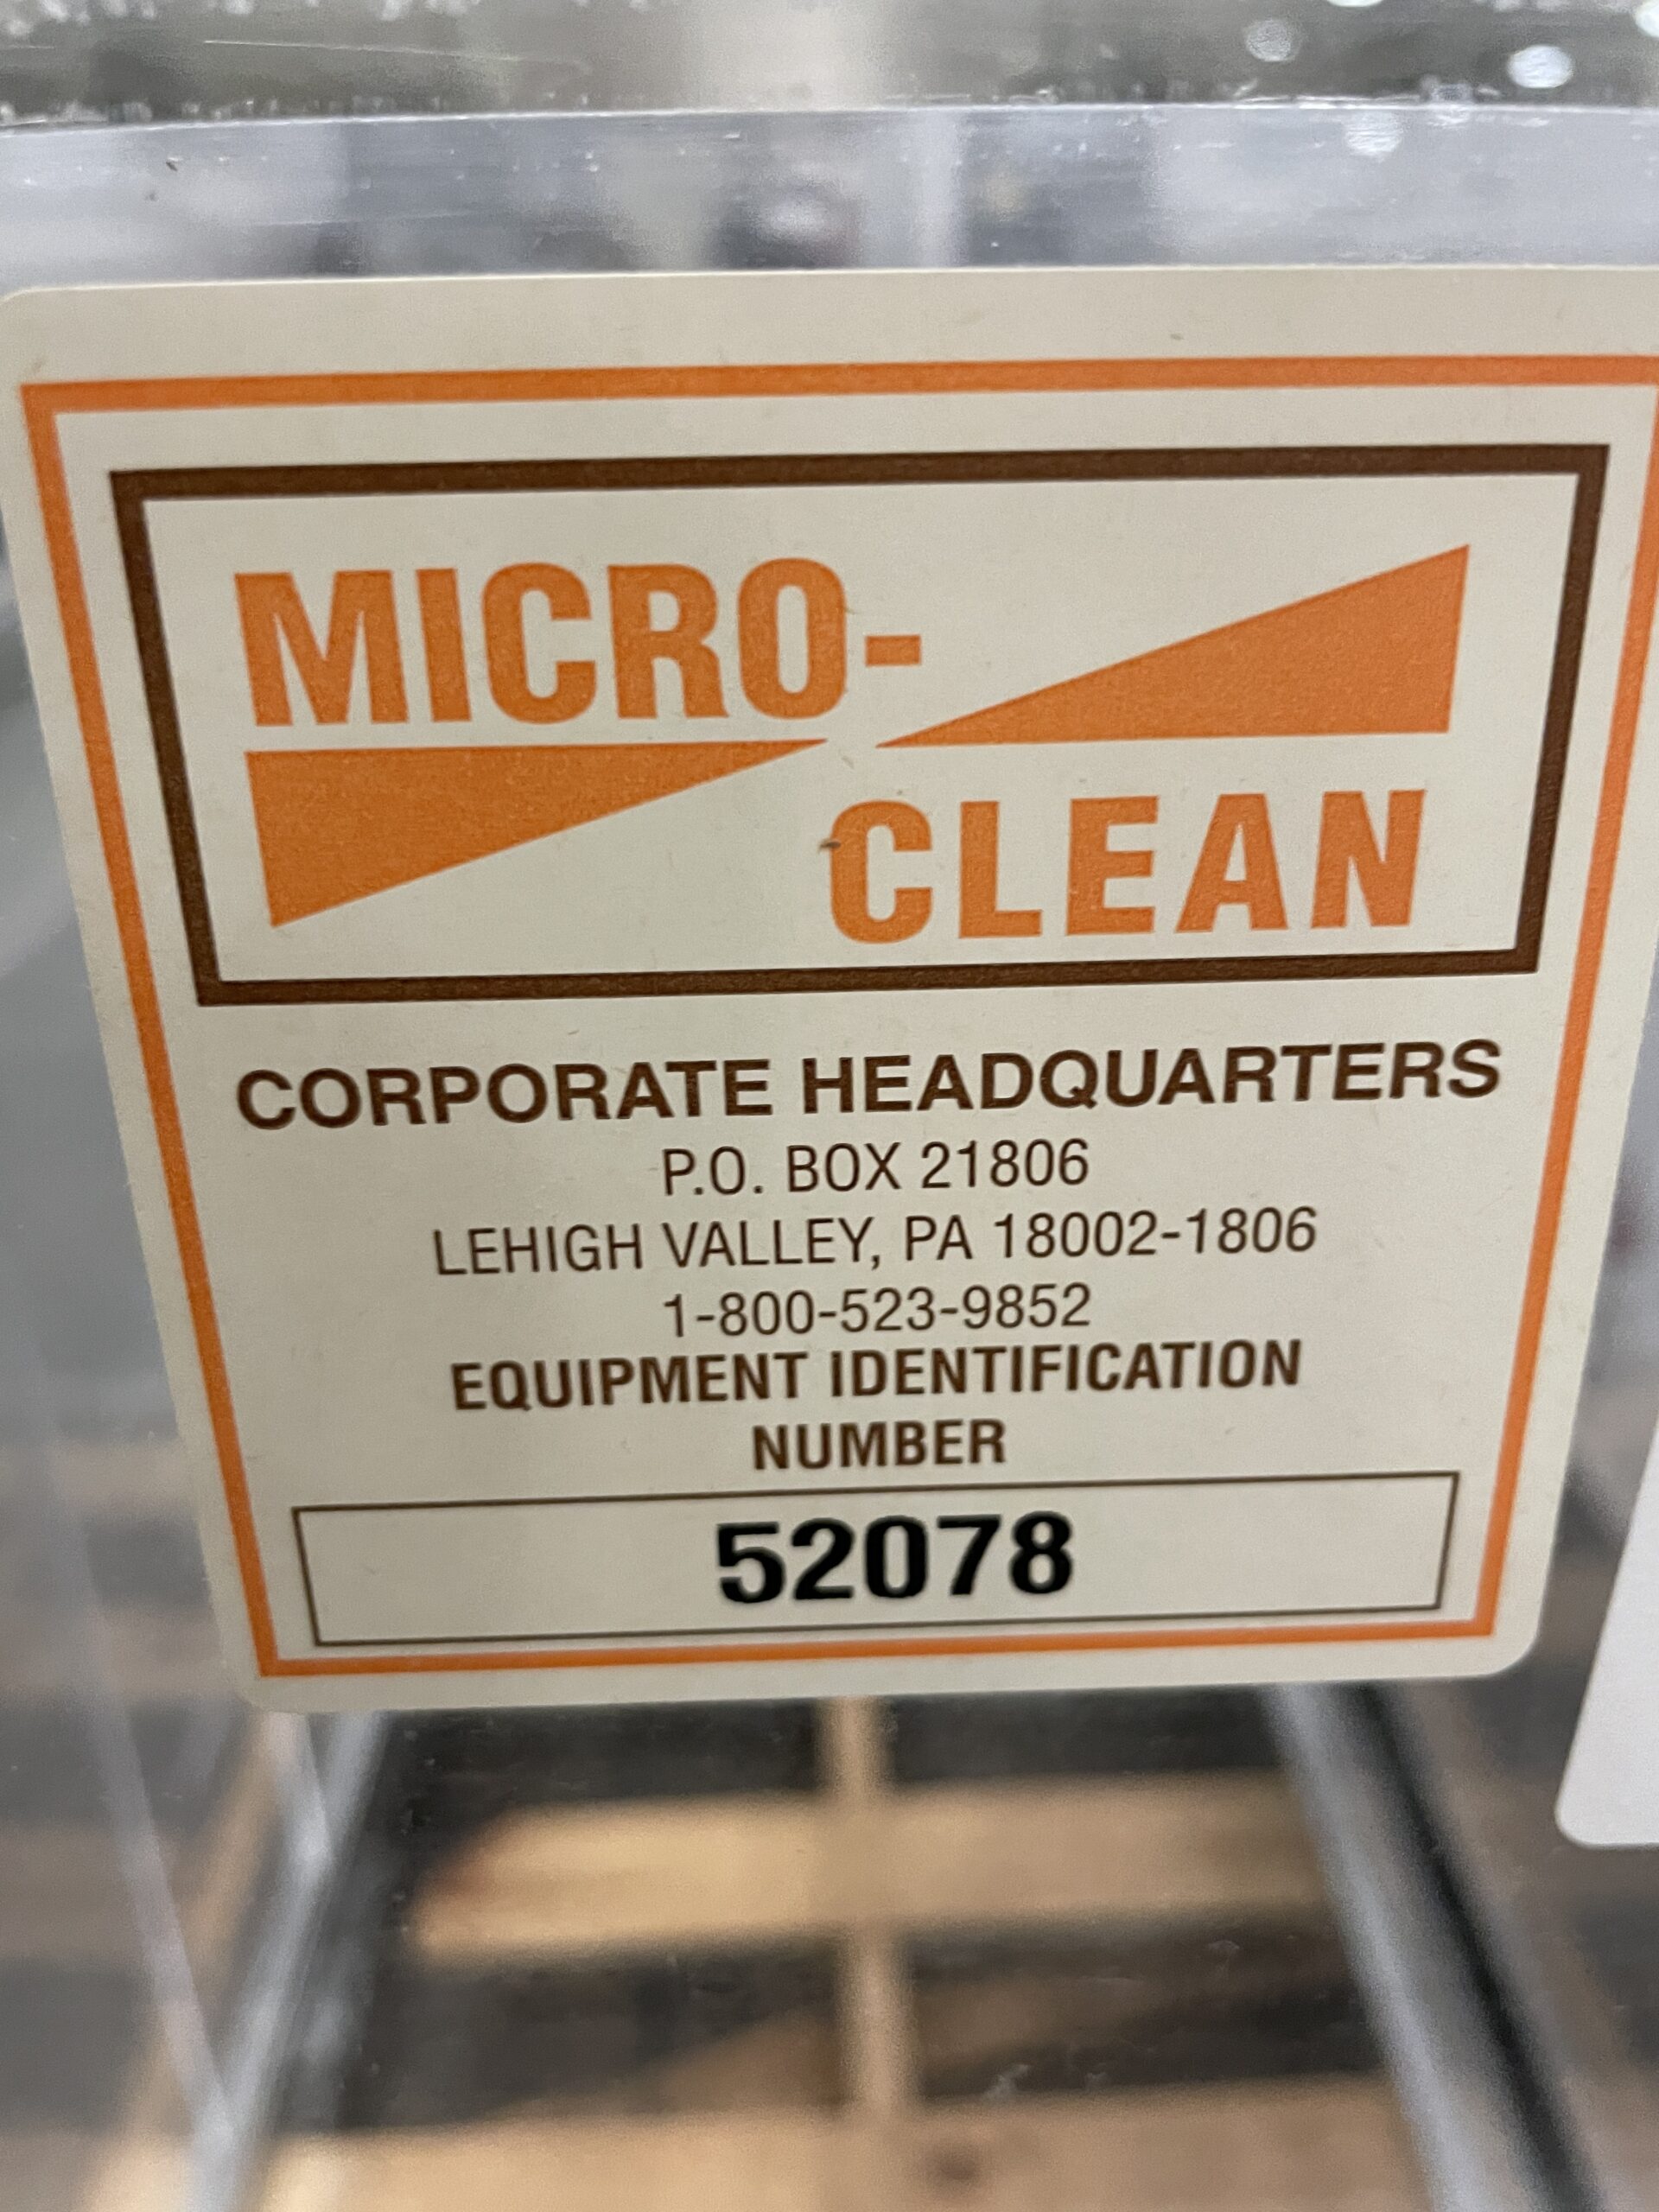 MICRO-
CLEAN
CORPORATE HEADQUARTERS
P.O. BOX 21806
LEHIGH VALLEY, PA 18002-1806
1-800-523-9852
EQUIPMENT IDENTIFICATION
NUMBER
52078